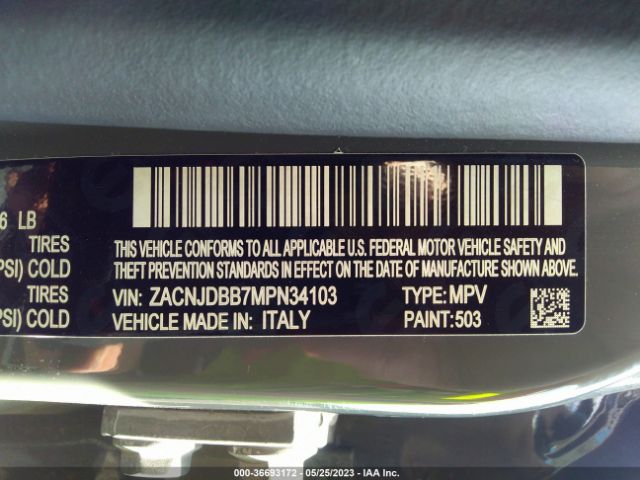 6 LB
TIRES
PSI) COLD
TIRES
PSI) COLD
THIS VEHICLE CONFORMS TO ALL APPLICABLE U.S. FEDERAL MOTOR VEHICLE SAFETY AND
THEFT PREVENTION STANDARDS IN EFFECT ON THE DATE OF MANUFACTURE SHOWN ABOVE.
VIN: ZACNJDBB7MPN34103 TYPE: MPV
VEHICLE MADE IN: ITALY PAINT: 503
000-36693172 - 05/25/2023 - IAA Inc.